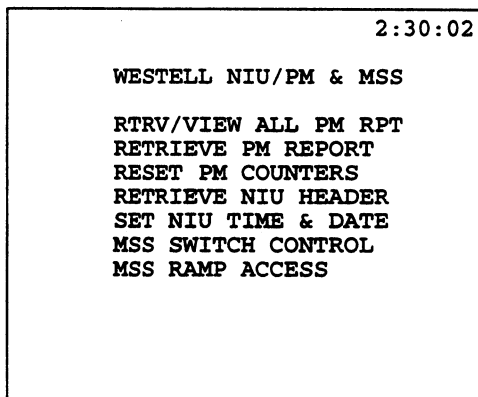 2:30:02
WESTELL NIU/PM & MSS
RTRV/VIEW ALL PM RPT
RETRIEVE PM REPORT
RESET PM COUNTERS
RETRIEVE NIU HEADER
SET NIU TIME & DATE
MSS SWITCH CONTROL
MSS RAMP ACCESS